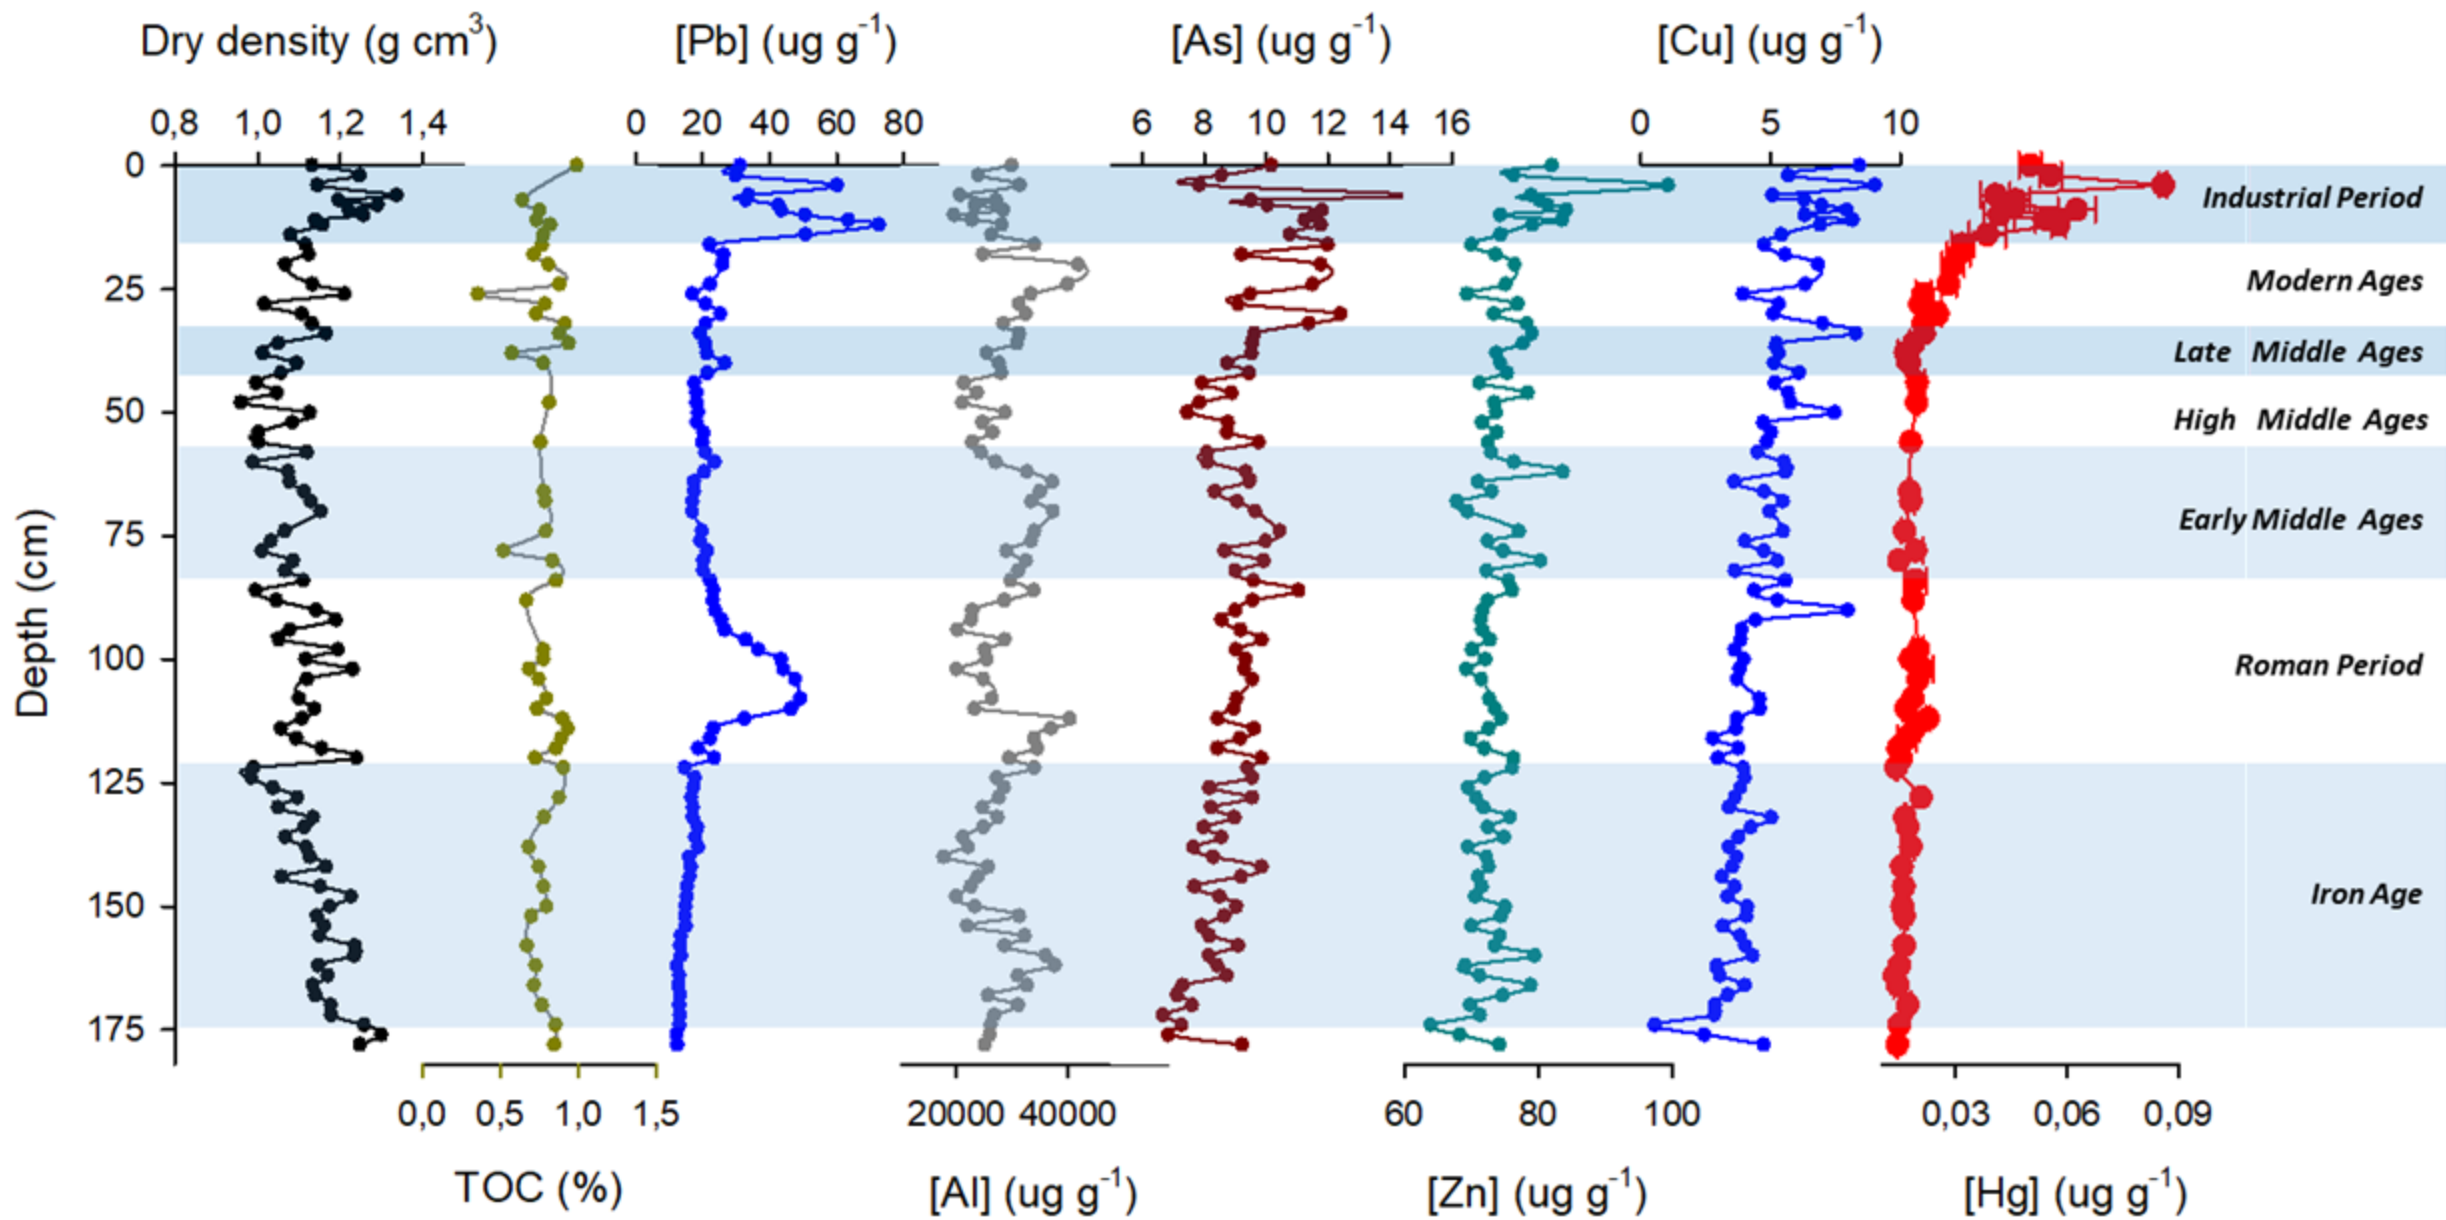 Dry density (g cm³) [Pb] (ug g⁻¹) [As] (ug g⁻¹) [Cu] (ug g⁻¹)
0,8 1,0 1,2 1,4 0 20 40 60 80 6 8 10 12 14 16 0 5 10
0
Industrial Period
25
Modern Ages
Late Middle Ages
50
High Middle Ages
Early Middle Ages
75
100
Roman Period
125
150
Iron Age
175
Depth (cm)
0,0 0,5 1,0 1,5 20000 40000 60 80 100 0,03 0,06 0,09
TOC (%) [Al] (ug g⁻¹) [Zn] (ug g⁻¹) [Hg] (ug g⁻¹)